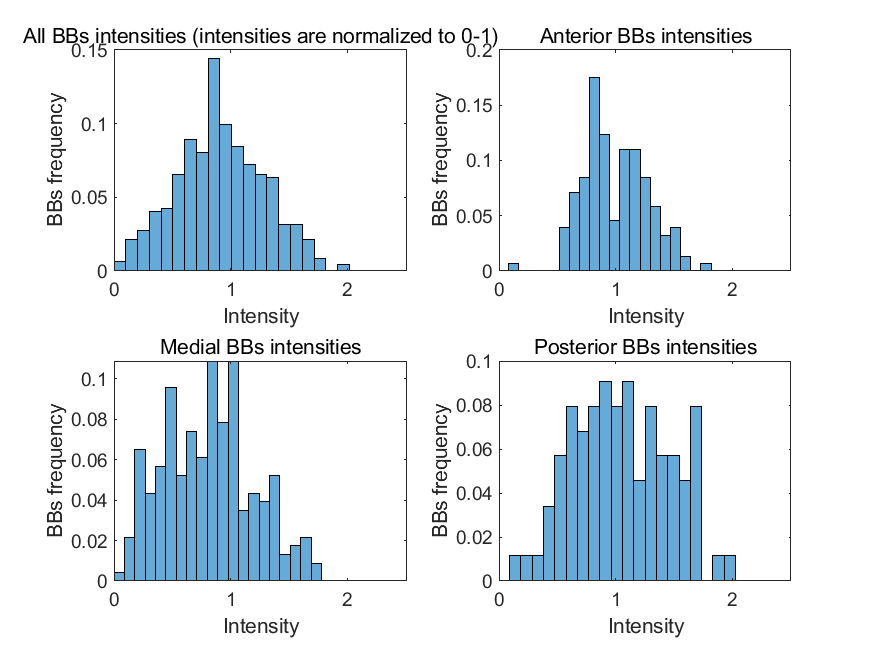 All BBs intensities (intensities are normalized to 0-1)
0.15
0.1
0.05
0
BBs frequency
0 1 2
Intensity
Anterior BBs intensities
0.2
0.15
0.1
0.05
0
BBs frequency
0 1 2
Intensity
Medial BBs intensities
0.1
0.08
0.06
0.04
0.02
0
BBs frequency
0 1 2
Intensity
Posterior BBs intensities
0.1
0.08
0.06
0.04
0.02
0
BBs frequency
0 1 2
Intensity